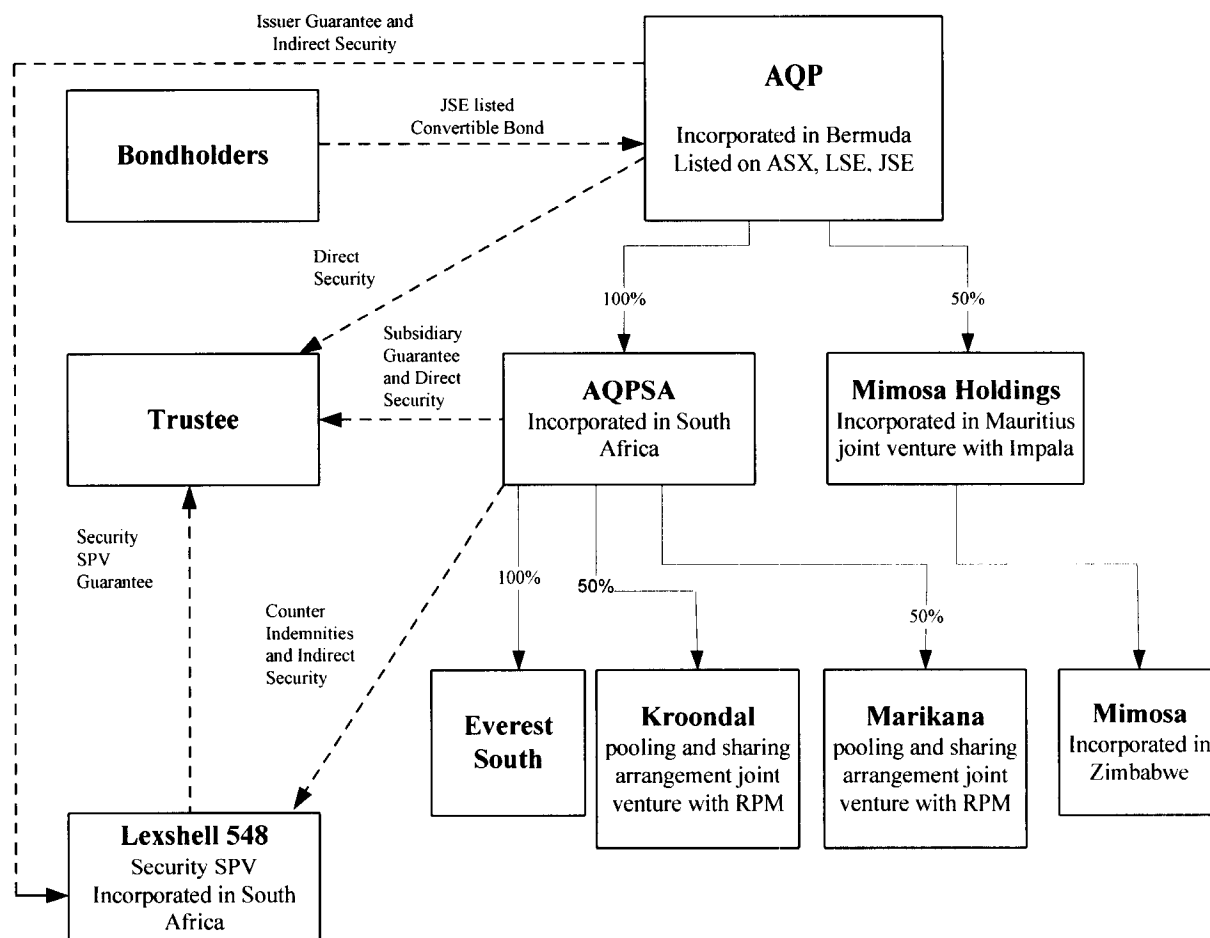 Issuer Guarantee and
Indirect Security
AQP
Incorporated in Bermuda
Listed on ASX, LSE, JSE
Bondholders
JSE listed
Convertible Bond
Direct
Security
100%
50%
Subsidiary
Guarantee
and Direct
Security
Trustee
AQPSA
Incorporated in South
Africa
Mimosa Holdings
Incorporated in Mauritius
joint venture with Impala
Security
SPV
Guarantee
Counter
Indemnities
and Indirect
Security
100%
50%
50%
Everest
South
Kroondal
pooling and sharing
arrangement joint
venture with RPM
Marikana
pooling and sharing
arrangement joint
venture with RPM
Mimosa
Incorporated in
Zimbabwe
Lexshell 548
Security SPV
Incorporated in South
Africa